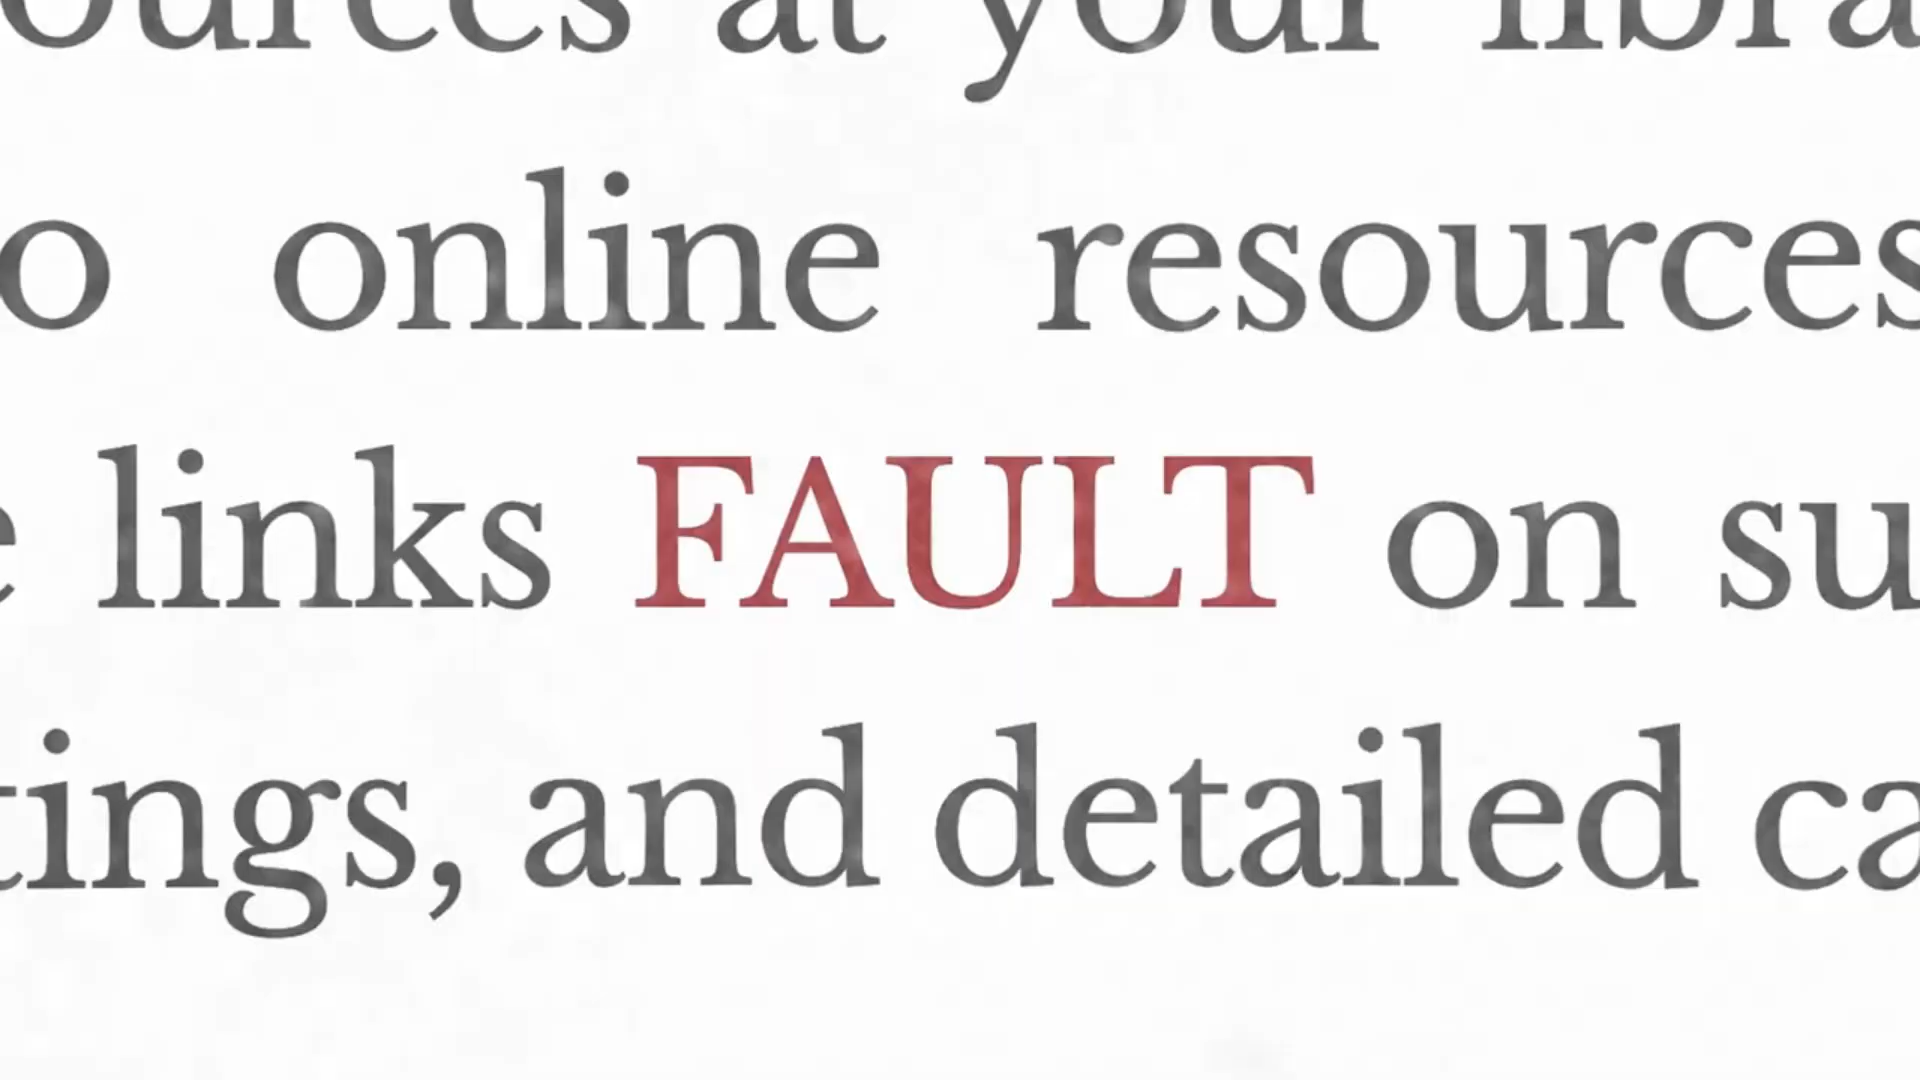 ources at your libra
o online resources
e links FAULT on su
tings, and detailed ca